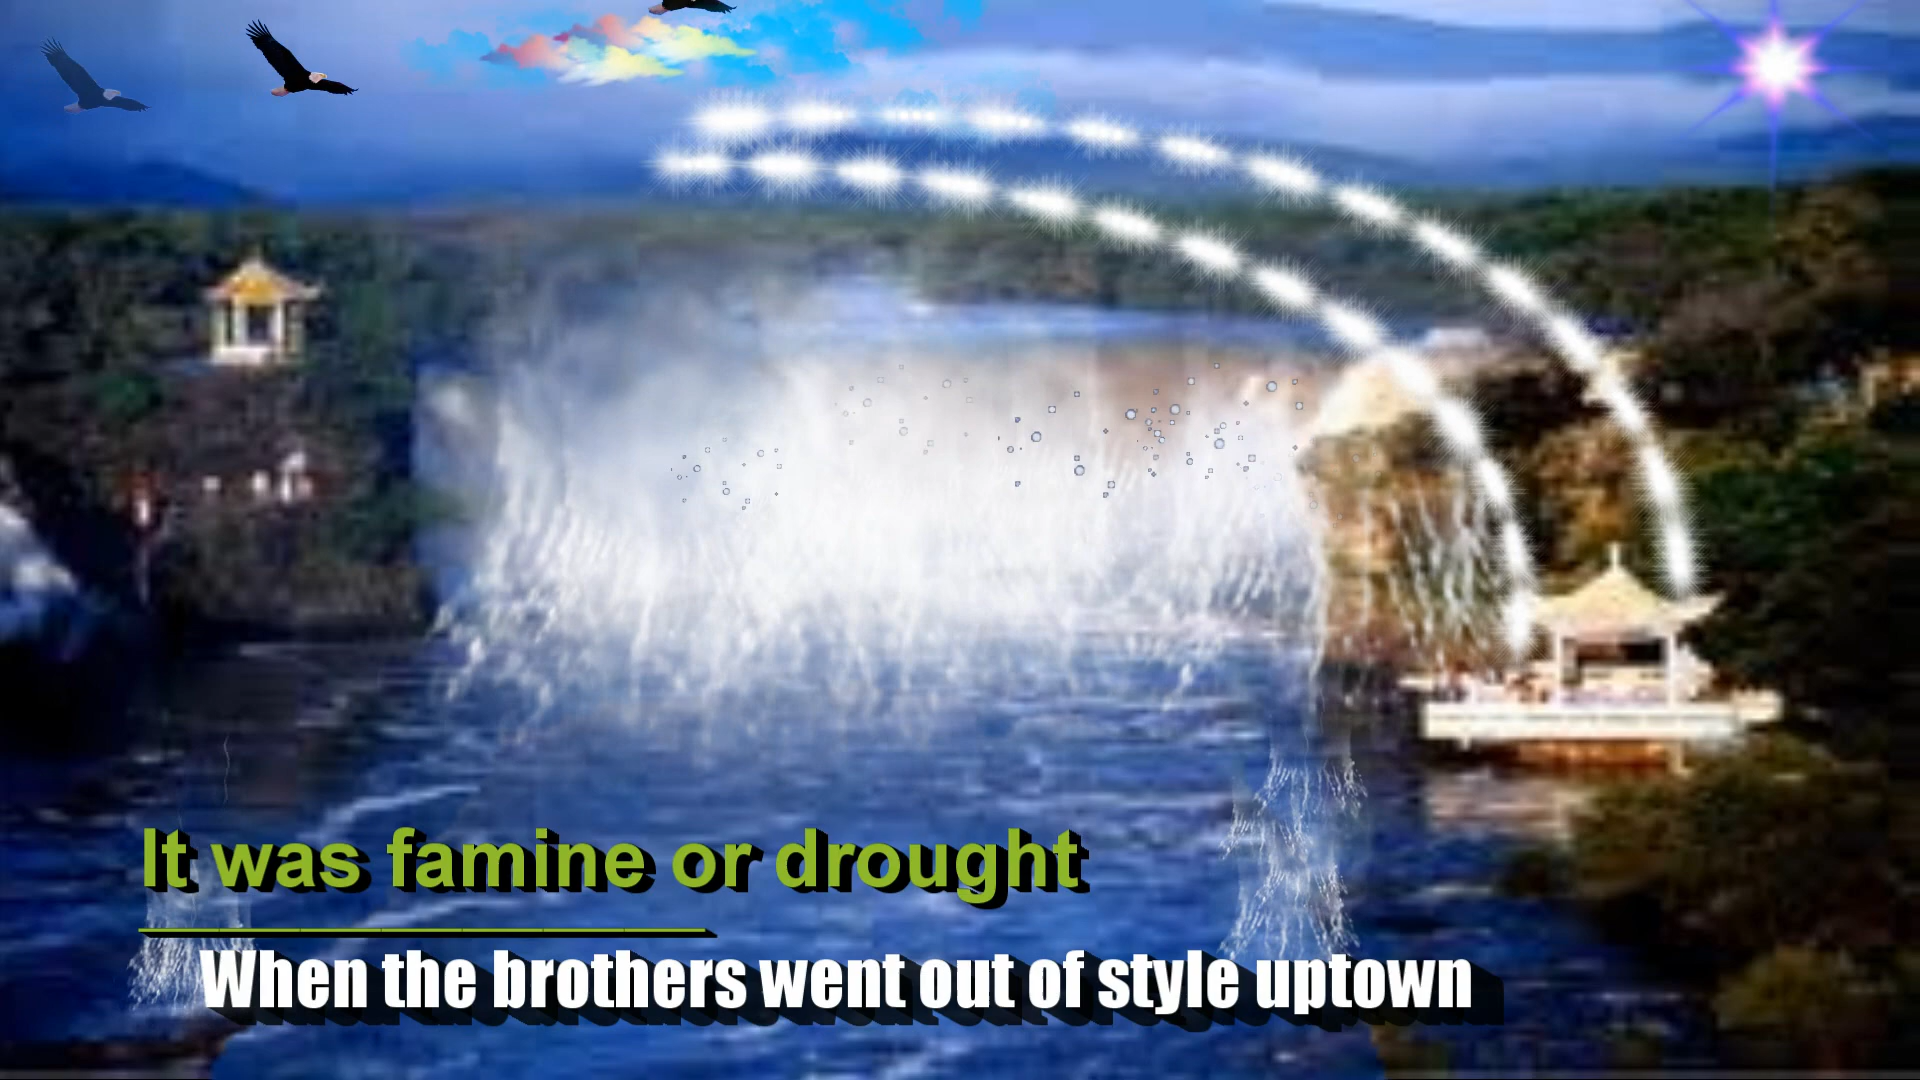 It was famine or drought
When the brothers went out of style uptown